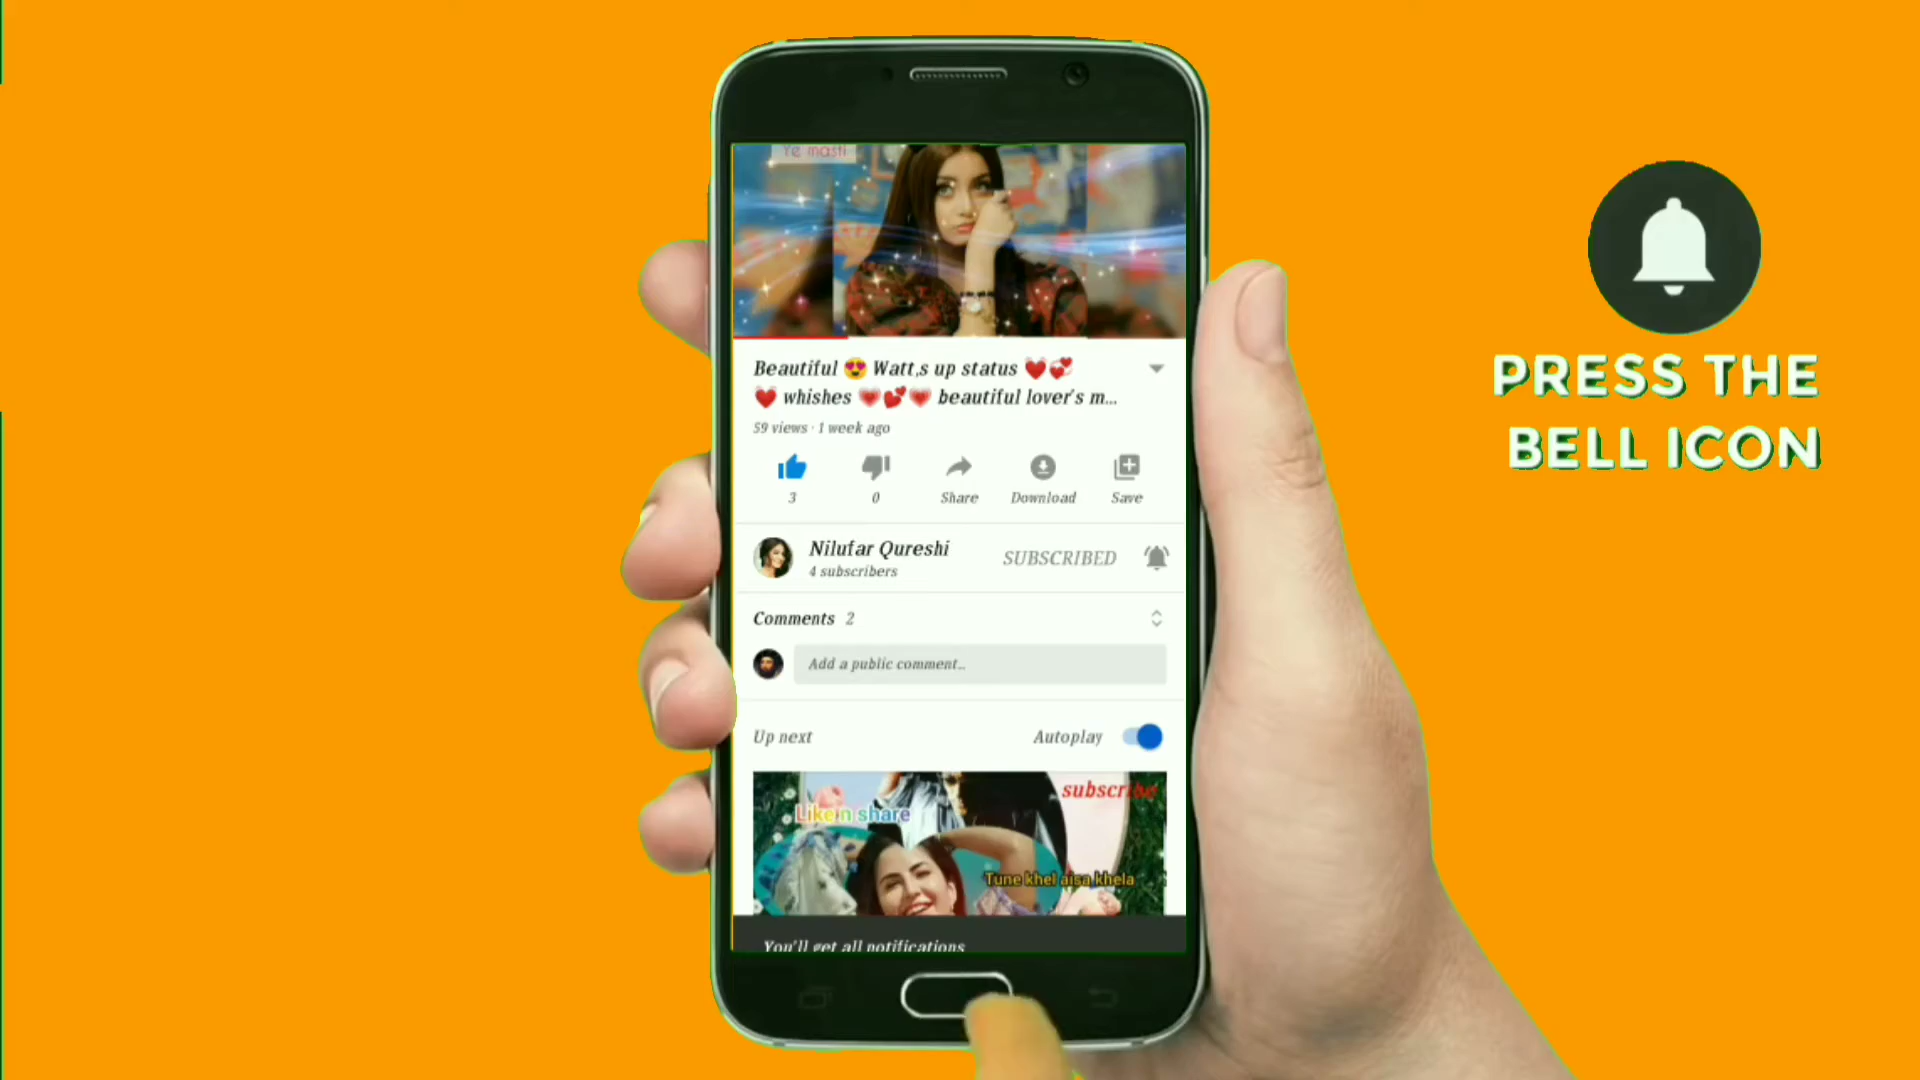 Ye masti
Beautiful 😍 Watt,s up status ❤️💞
❤️ whishes 💗💕💗 beautiful lover's m...
59 views · 1 week ago
3
0
Share
Download
Save
Nilufar Qureshi
4 subscribers
SUBSCRIBED
Comments 2
Add a public comment..
Up next
Autoplay
subscribe
Like n share
Tune khel aisa khela
You'll get all notifications
PRESS THE
BELL ICON